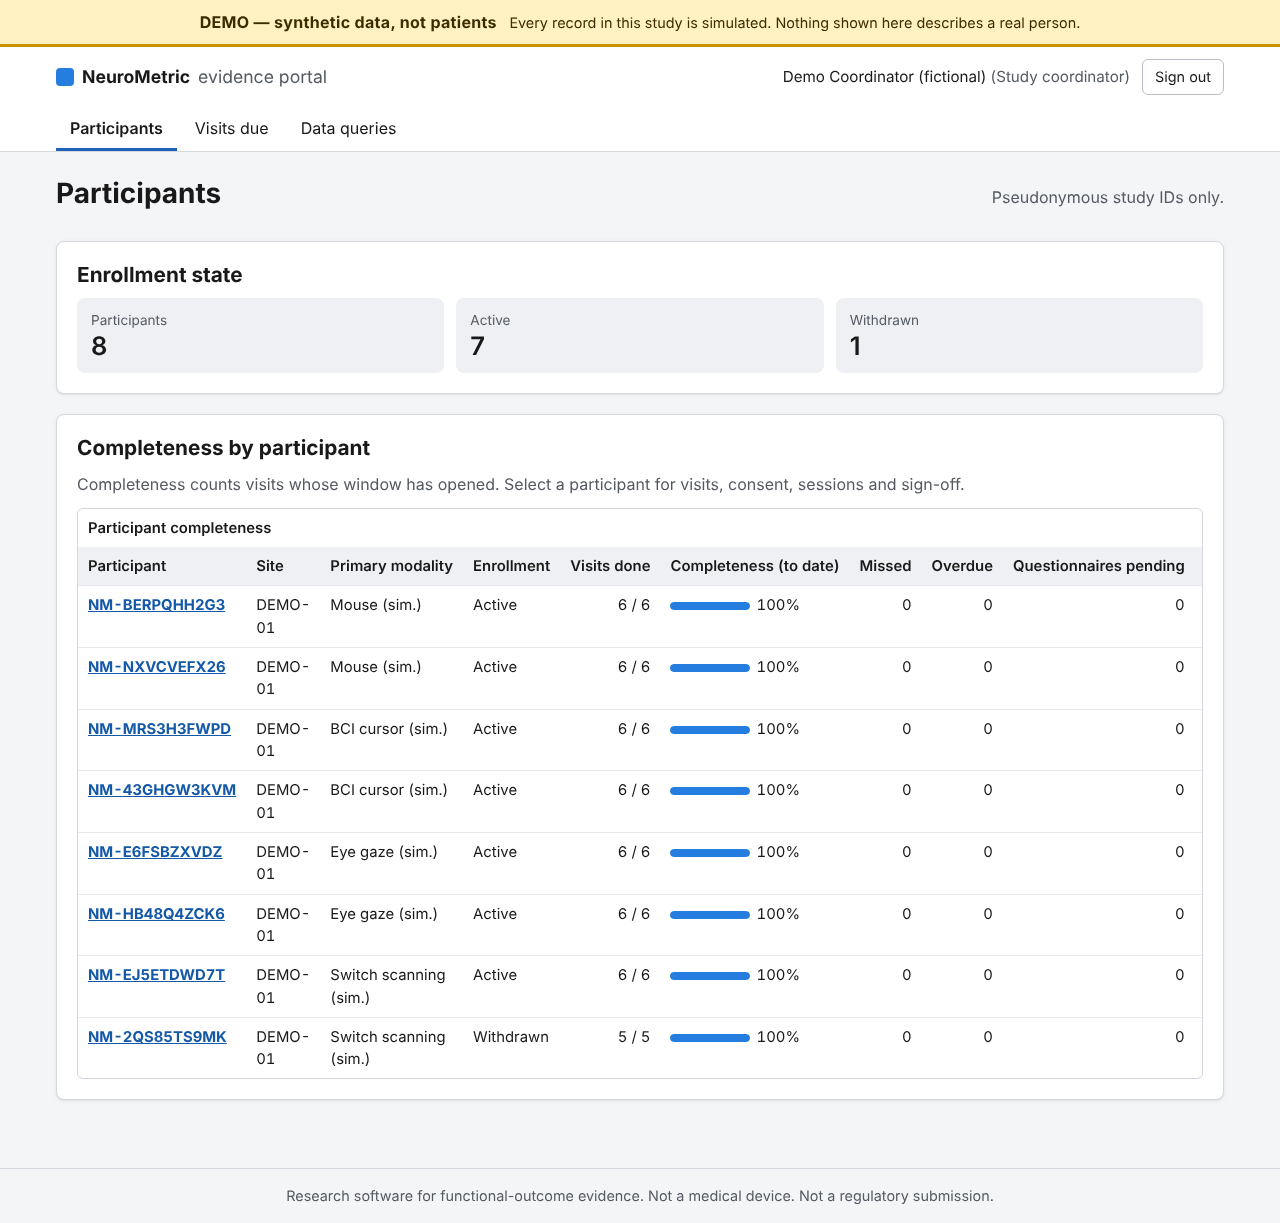 DEMO — synthetic data, not patients Every record in this study is simulated. Nothing shown here describes a real person.
NeuroMetric evidence portal
Demo Coordinator (fictional) (Study coordinator) Sign out
Participants Visits due Data queries
Participants
Pseudonymous study IDs only.
Enrollment state
Participants Active Withdrawn
8 7 1
Completeness by participant
Completeness counts visits whose window has opened. Select a participant for visits, consent, sessions and sign-off.
Participant completeness
Participant Site Primary modality Enrollment Visits done Completeness (to date) Missed Overdue Questionnaires pending
NM-BERPQHH2G3 DEMO- Mouse (sim.) Active 6 / 6 100% 0 0 0
01
NM-NXVCVEFX26 DEMO- Mouse (sim.) Active 6 / 6 100% 0 0 0
01
NM-MRS3H3FWPD DEMO- BCI cursor (sim.) Active 6 / 6 100% 0 0 0
01
NM-43GHGW3KVM DEMO- BCI cursor (sim.) Active 6 / 6 100% 0 0 0
01
NM-E6FSBZXVDZ DEMO- Eye gaze (sim.) Active 6 / 6 100% 0 0 0
01
NM-HB48Q4ZCK6 DEMO- Eye gaze (sim.) Active 6 / 6 100% 0 0 0
01
NM-EJ5ETDWD7T DEMO- Switch scanning Active 6 / 6 100% 0 0 0
01 (sim.)
NM-2QS85TS9MK DEMO- Switch scanning Withdrawn 5 / 5 100% 0 0 0
01 (sim.)
Research software for functional-outcome evidence. Not a medical device. Not a regulatory submission.